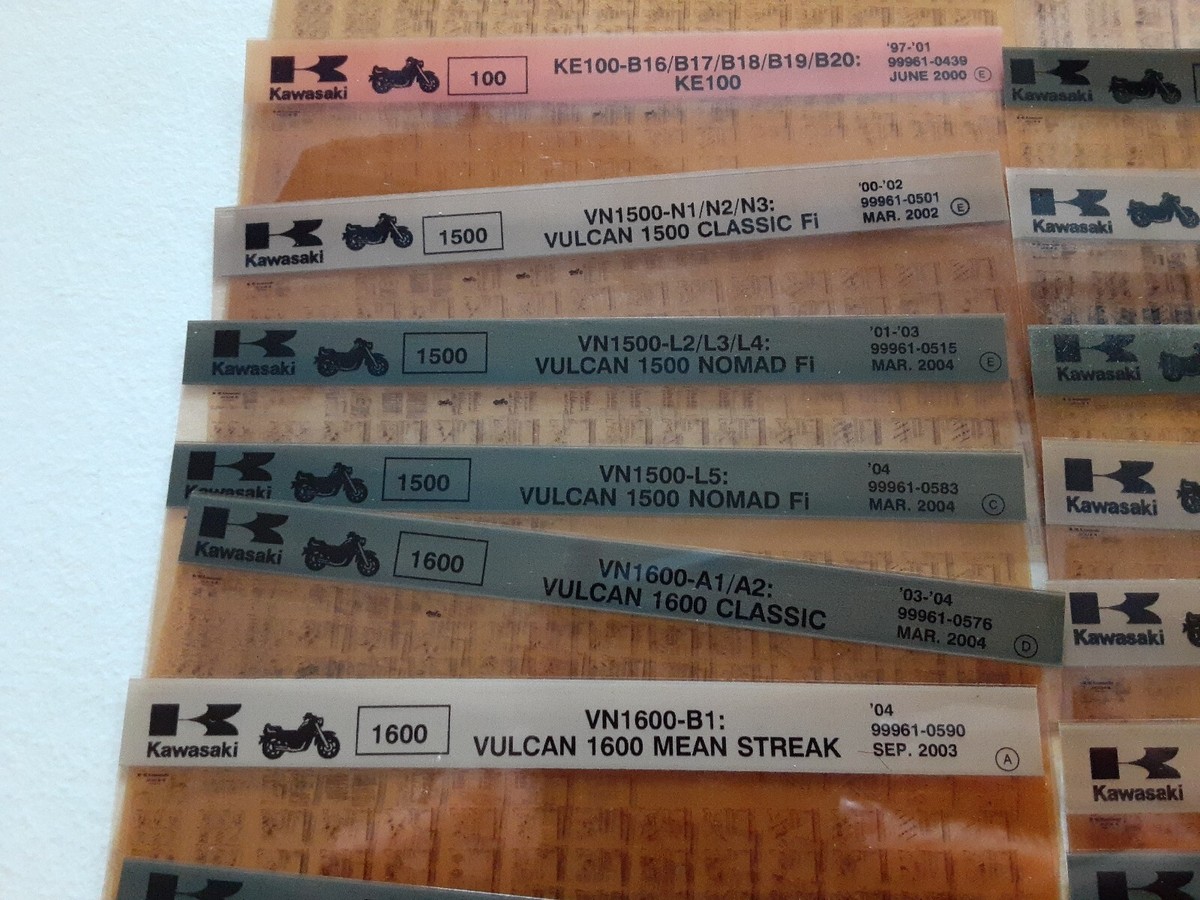 Kawasaki
100
KE100-B16/B17/B18/B19/B20:
KE100
'97-'01
99961-0439
JUNE 2000 E
Kawasaki
1500
VN1500-N1/N2/N3:
VULCAN 1500 CLASSIC Fi
'00-'02
99961-0501
MAR. 2002 E
Kawasaki
1500
VN1500-L2/L3/L4:
VULCAN 1500 NOMAD Fi
'01-'03
99961-0515
MAR. 2004 E
Kawasaki
1500
VN1500-L5:
VULCAN 1500 NOMAD Fi
'04
99961-0583
MAR. 2004 C
Kawasaki
1600
VN1600-A1/A2:
VULCAN 1600 CLASSIC
'03-'04
99961-0576
MAR. 2004 D
Kawasaki
1600
VN1600-B1:
VULCAN 1600 MEAN STREAK
'04
99961-0590
SEP. 2003 A
Kawasaki
Kawasaki
Kawasaki
Kawasaki
Kawasaki
Kawasaki